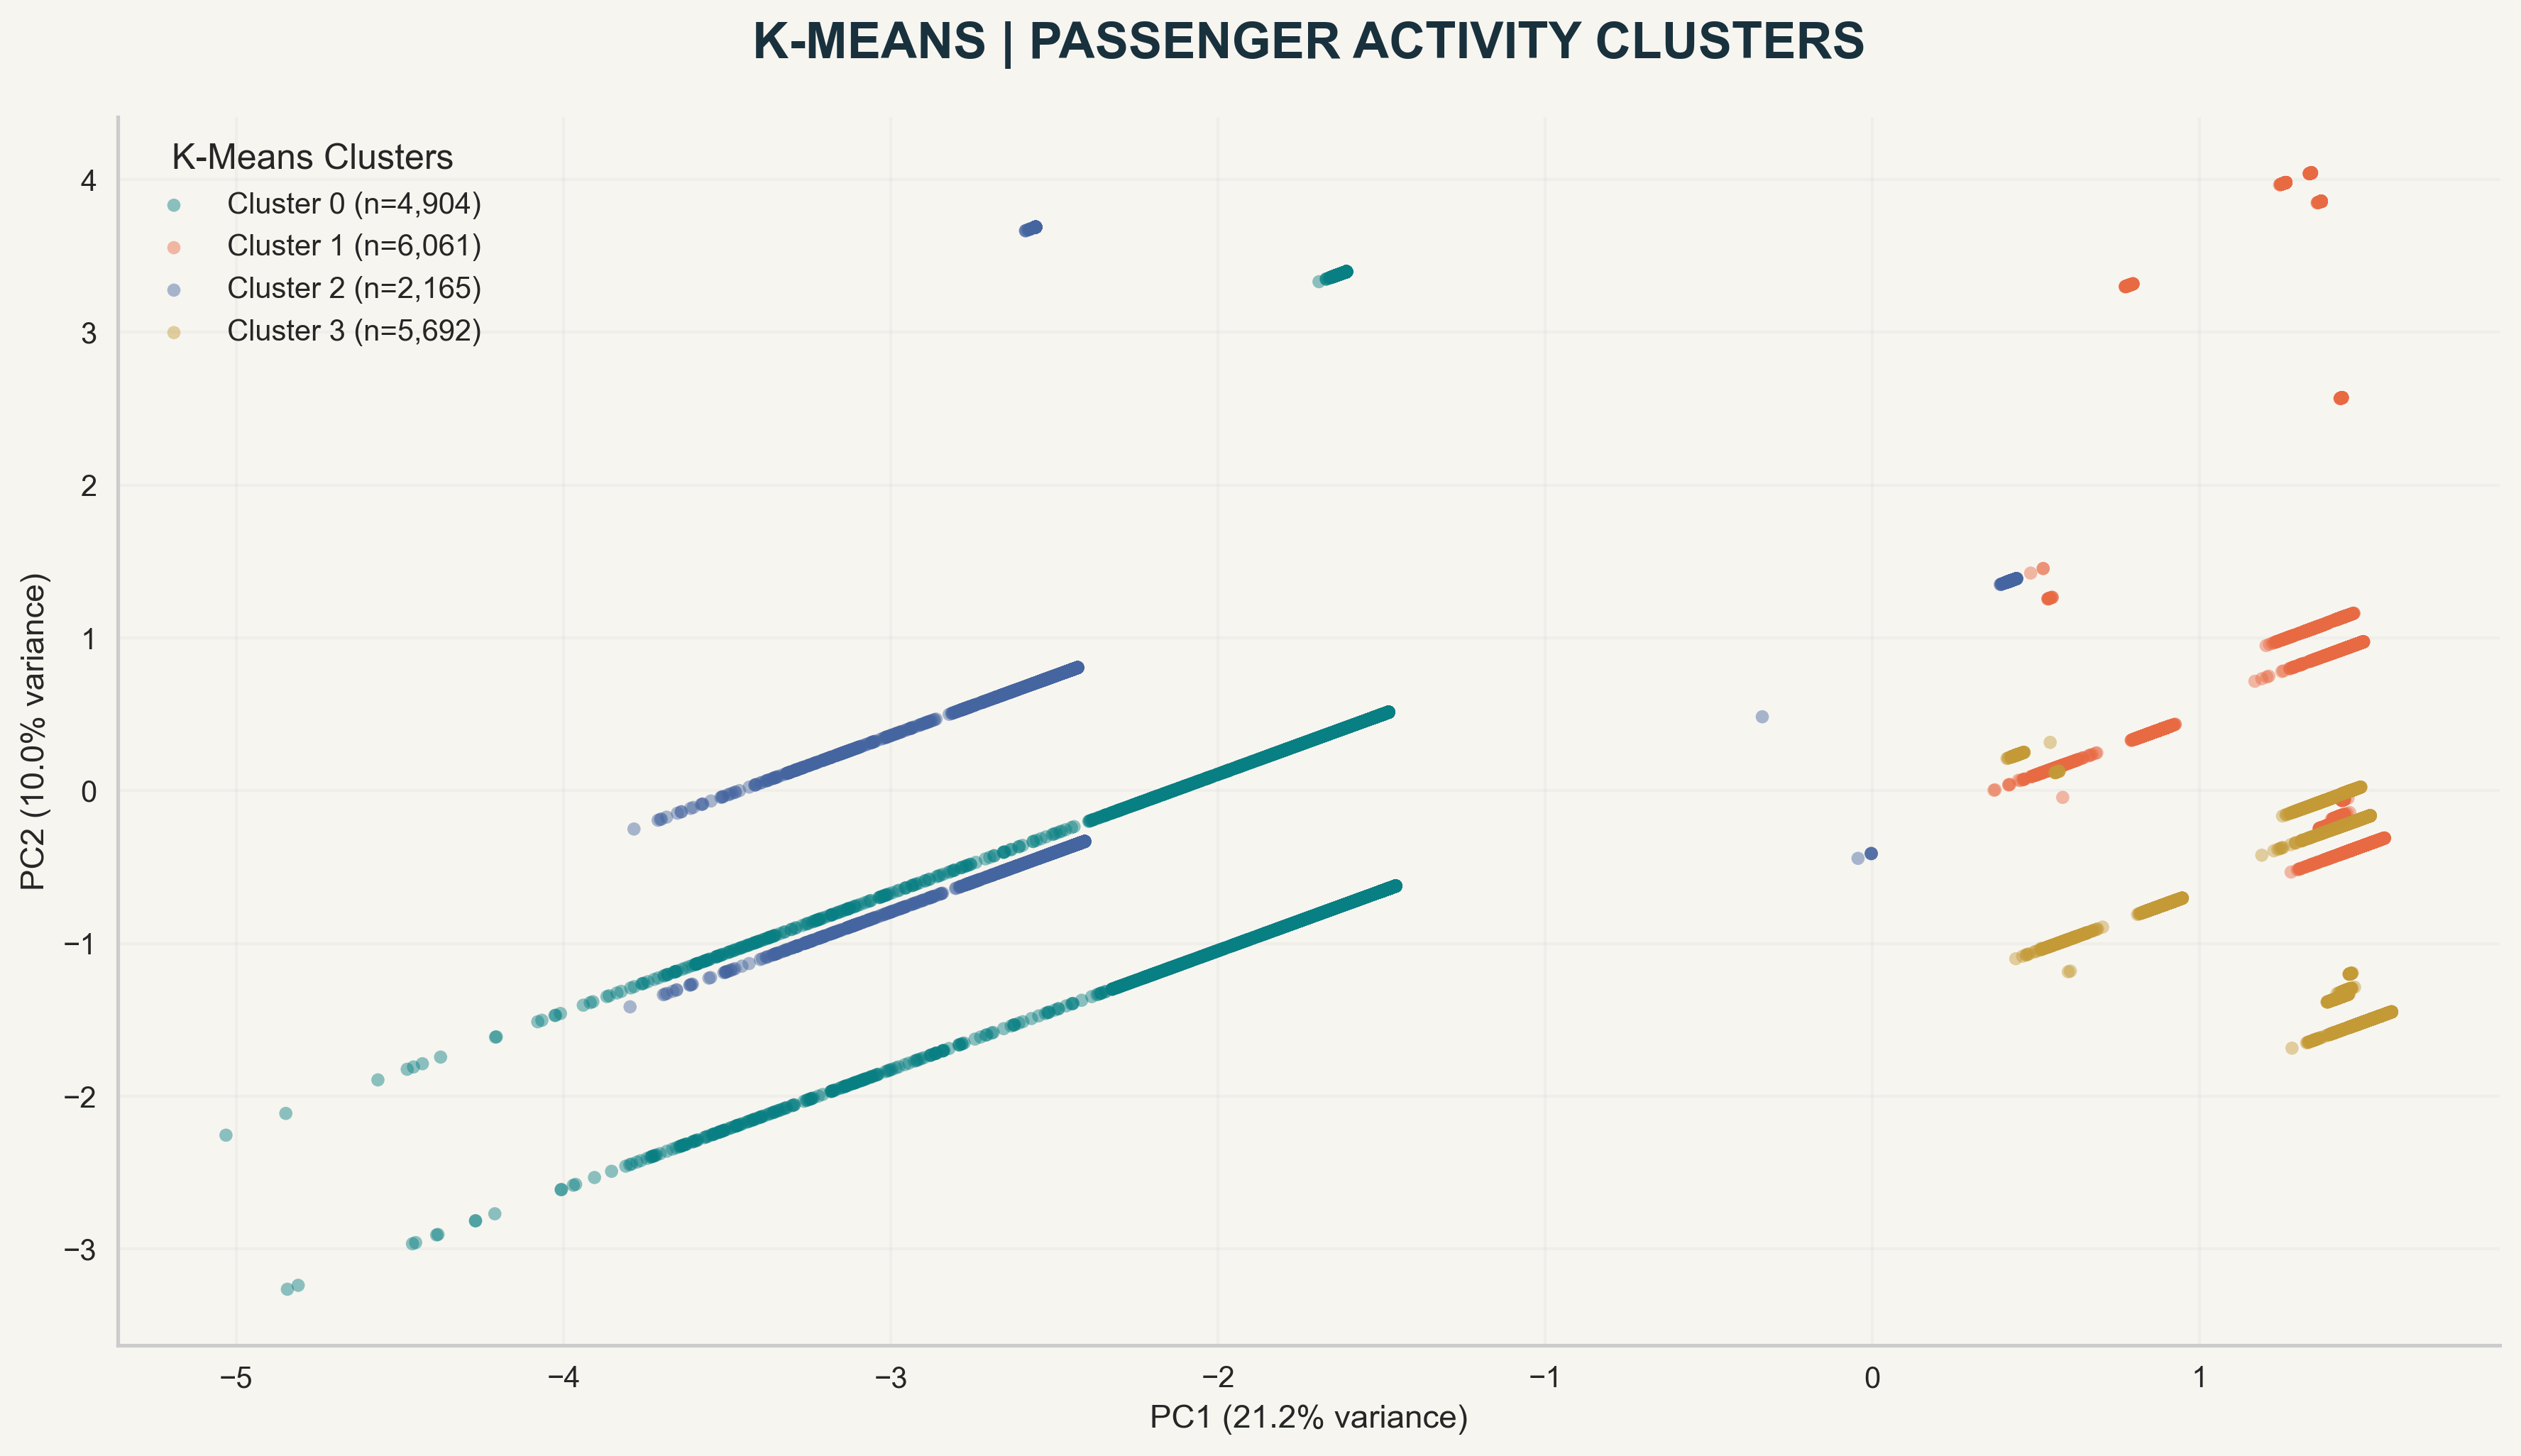 K-MEANS | PASSENGER ACTIVITY CLUSTERS
K-Means Clusters
Cluster 0 (n=4,904)
Cluster 1 (n=6,061)
Cluster 2 (n=2,165)
Cluster 3 (n=5,692)
PC2 (10.0% variance)
4
3
2
1
0
−1
−2
−3
−5
−4
−3
−2
−1
0
1
PC1 (21.2% variance)